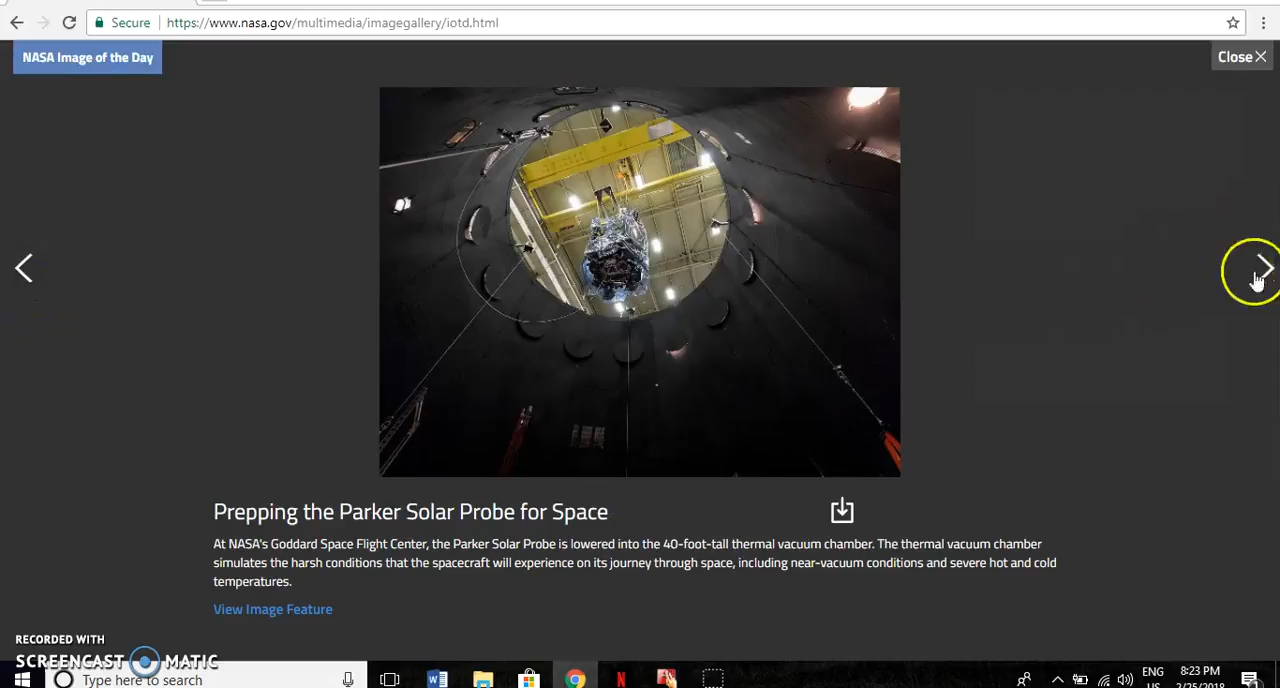 Secure
https://www.nasa.gov/multimedia/imagegallery/iotd.html
NASA Image of the Day
Close
Prepping the Parker Solar Probe for Space
At NASA's Goddard Space Flight Center, the Parker Solar Probe is lowered into the 40-foot-tall thermal vacuum chamber. The thermal vacuum chamber
simulates the harsh conditions that the spacecraft will experience on its journey through space, including near-vacuum conditions and severe hot and cold
temperatures.
View Image Feature
RECORDED WITH
SCREENCAST MATIC
Type here to search
ENG
8:23 PM
US
2/25/2018